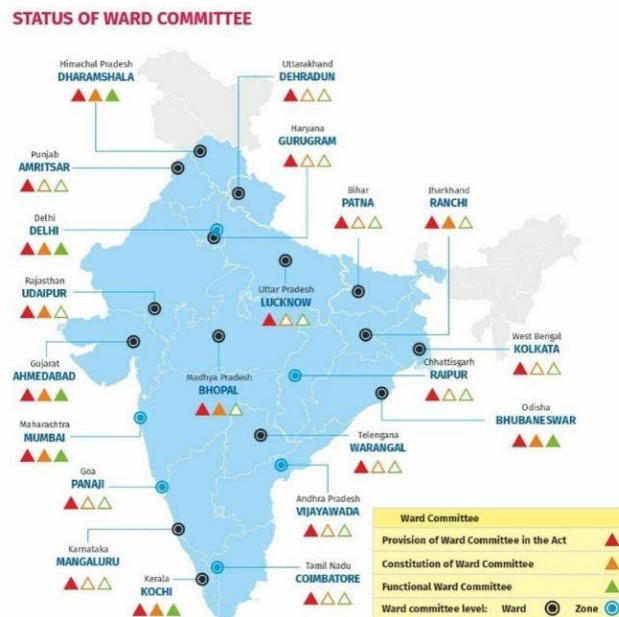 STATUS OF WARD COMMITTEE
Himachal Pradesh
DHARAMSHALA
Uttarakhand
DEHRADUN
Haryana
GURUGRAM
Punjab
AMRITSAR
Bihar
PATNA
Jharkhand
RANCHI
Delhi
DELHI
Rajasthan
UDAIPUR
Uttar Pradesh
LUCKNOW
West Bengal
KOLKATA
Gujarat
AHMEDABAD
Madhya Pradesh
BHOPAL
Chhattisgarh
RAIPUR
Odisha
BHUBANESWAR
Maharashtra
MUMBAI
Telengana
WARANGAL
Goa
PANAJI
Andhra Pradesh
VIJAYAWADA
Karnataka
MANGALURU
Kerala
KOCHI
Tamil Nadu
COIMBATORE
Ward Committee
Provision of Ward Committee in the Act
Constitution of Ward Committee
Functional Ward Committee
Ward committee level: Ward Zone